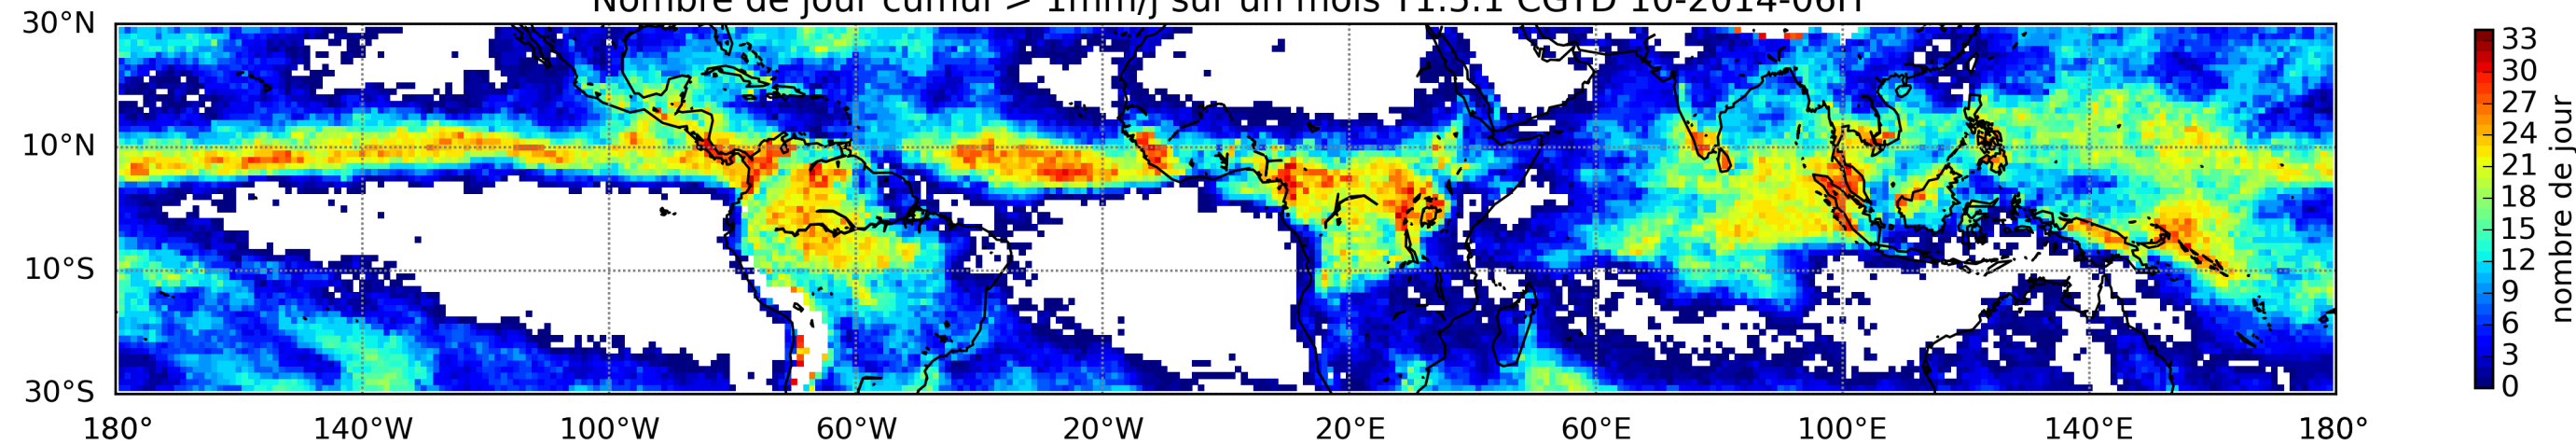 Nombre de jour cumul > 1mm/j sur un mois T1.5.1 CGTD 10-2014-06H
30°N
10°N
10°S
30°S
180° 140°W 100°W 60°W 20°W 20°E 60°E 100°E 140°E 180°
33
30
27
24
21
18
15
12
9
6
3
0
nombre de jour